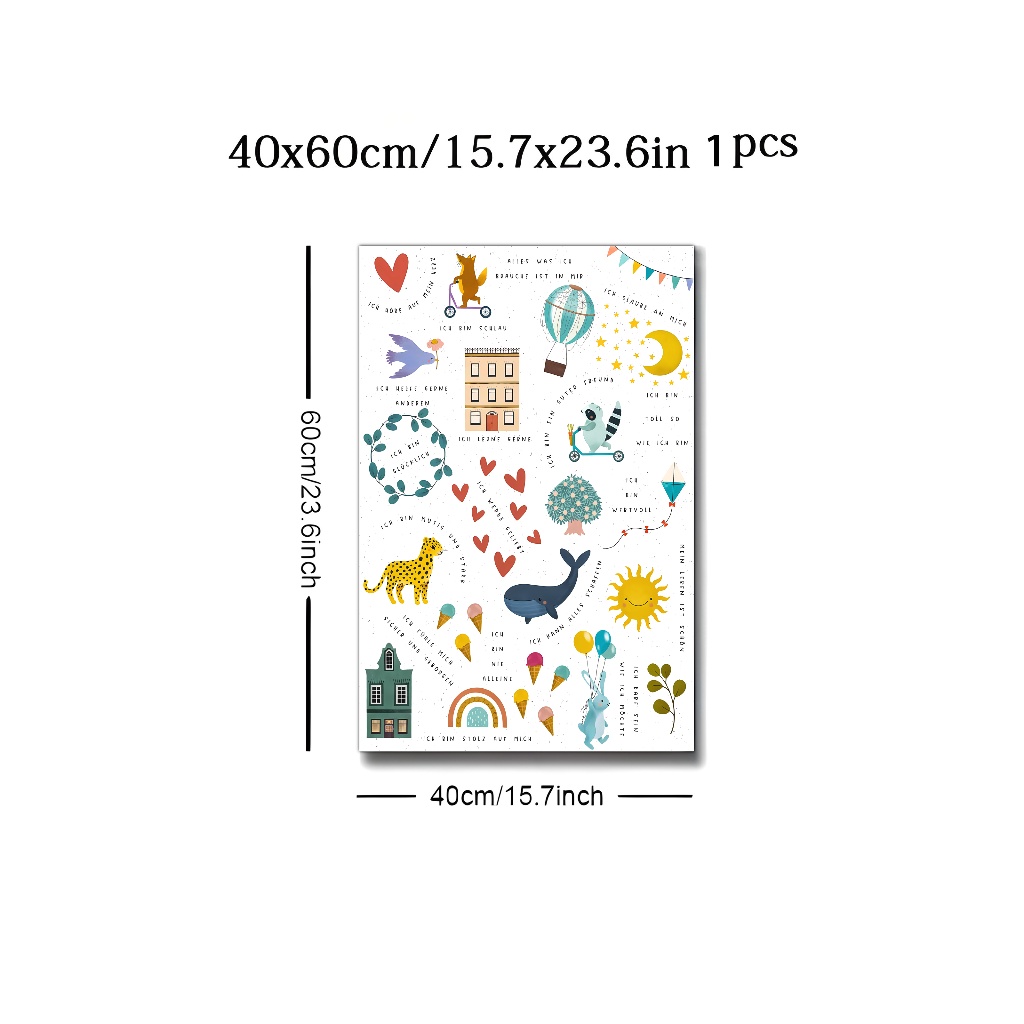 40x60cm/15.7x23.6in 1pcs
60cm/23.6inch
40cm/15.7inch
ICH HÖRE AUF MEIN HERZ
ALLES WAS ICH
BRAUCHE IST IN MIR
ICH BIN SCHLAU
ICH GLAUBE AN MICH
ICH HELFE GERNE
ANDEREN
ICH LERNE GERNE
ICH BIN EIN GUTER FREUND
ICH BIN
TOLL SO
WIE ICH BIN
ICH BIN
GLÜCKLICH
ICH WERDE GELIEBT
ICH
BIN
WERTVOLL
ICH BIN MUTIG UND STARK
ICH KANN ALLES SCHAFFEN
MEIN LEBEN IST SCHÖN
ICH FÜHLE MICH
SICHER UND GEBORGEN
ICH
BIN
NIE
ALLEINE
ICH DARF SEIN
WIE ICH MÖCHTE
ICH BIN STOLZ AUF MICH